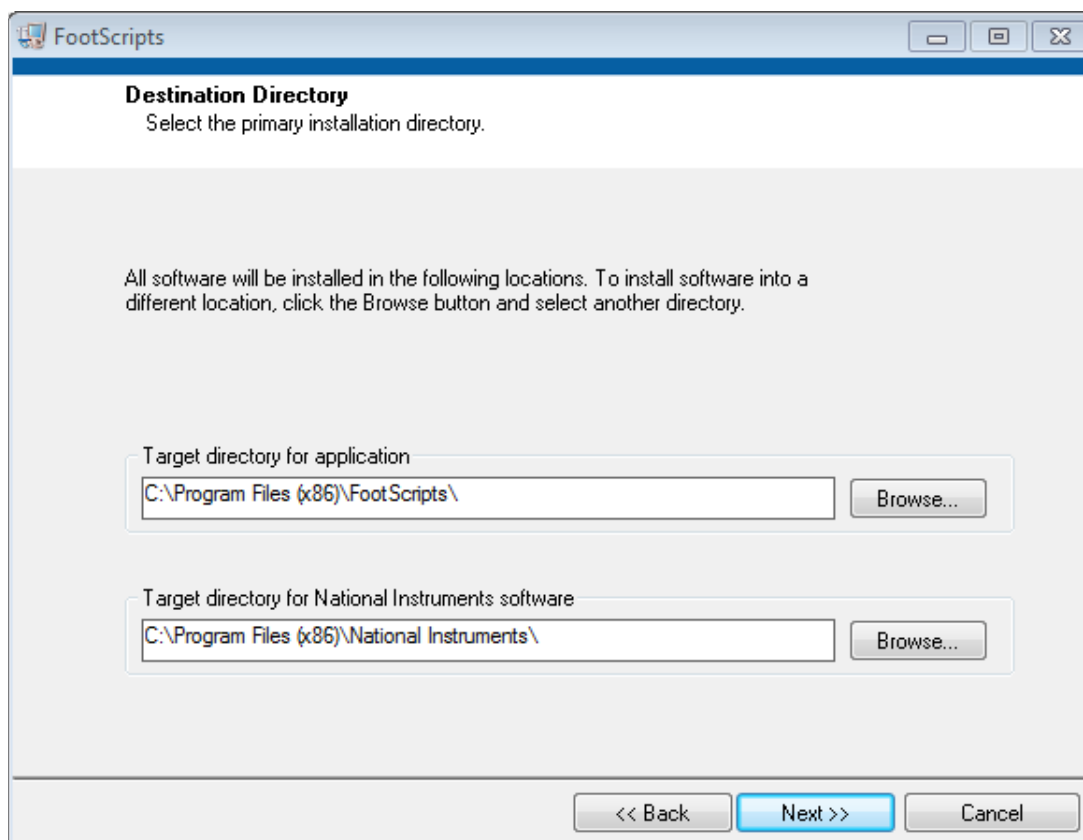 FootScripts
Destination Directory
Select the primary installation directory.
All software will be installed in the following locations. To install software into a
different location, click the Browse button and select another directory.
Target directory for application
C:\Program Files (x86)\FootScripts\
Browse...
Target directory for National Instruments software
C:\Program Files (x86)\National Instruments\
Browse...
<< Back
Next >>
Cancel